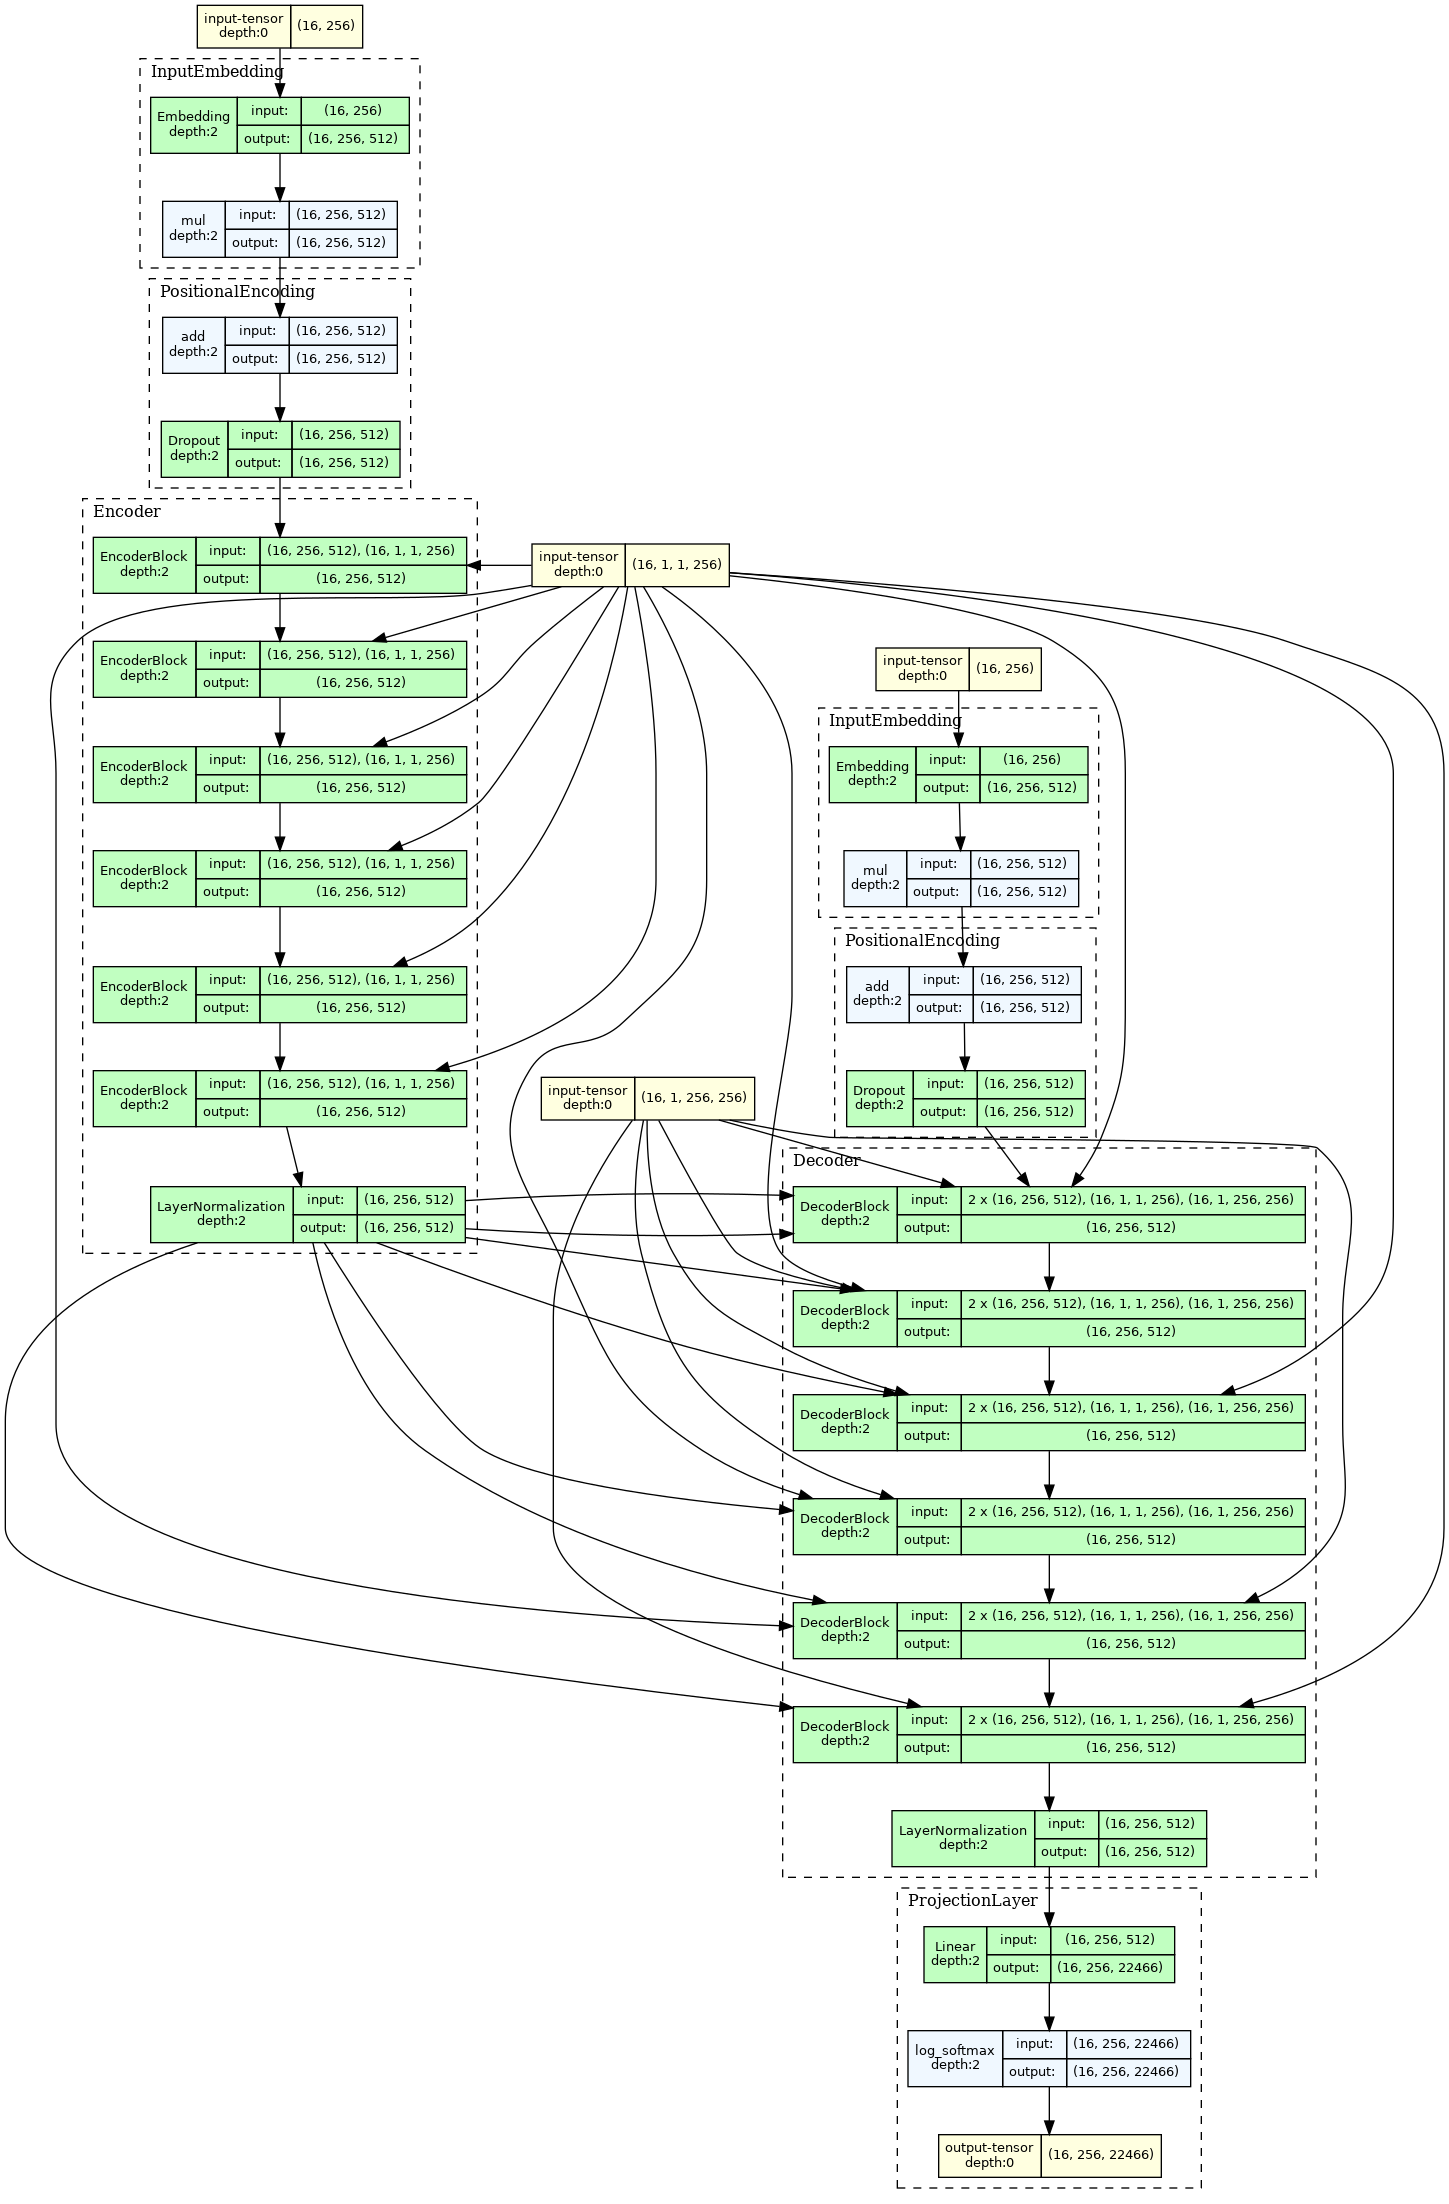 input-tensor
depth:0
(16, 256)
InputEmbedding
Embedding
depth:2
input:
(16, 256)
output:
(16, 256, 512)
mul
depth:2
input:
(16, 256, 512)
output:
(16, 256, 512)
PositionalEncoding
add
depth:2
input:
(16, 256, 512)
output:
(16, 256, 512)
Dropout
depth:2
input:
(16, 256, 512)
output:
(16, 256, 512)
Encoder
EncoderBlock
depth:2
input:
(16, 256, 512), (16, 1, 1, 256)
output:
(16, 256, 512)
EncoderBlock
depth:2
input:
(16, 256, 512), (16, 1, 1, 256)
output:
(16, 256, 512)
EncoderBlock
depth:2
input:
(16, 256, 512), (16, 1, 1, 256)
output:
(16, 256, 512)
EncoderBlock
depth:2
input:
(16, 256, 512), (16, 1, 1, 256)
output:
(16, 256, 512)
EncoderBlock
depth:2
input:
(16, 256, 512), (16, 1, 1, 256)
output:
(16, 256, 512)
EncoderBlock
depth:2
input:
(16, 256, 512), (16, 1, 1, 256)
output:
(16, 256, 512)
LayerNormalization
depth:2
input:
(16, 256, 512)
output:
(16, 256, 512)
input-tensor
depth:0
(16, 1, 1, 256)
input-tensor
depth:0
(16, 256)
InputEmbedding
Embedding
depth:2
input:
(16, 256)
output:
(16, 256, 512)
mul
depth:2
input:
(16, 256, 512)
output:
(16, 256, 512)
PositionalEncoding
add
depth:2
input:
(16, 256, 512)
output:
(16, 256, 512)
Dropout
depth:2
input:
(16, 256, 512)
output:
(16, 256, 512)
input-tensor
depth:0
(16, 1, 256, 256)
Decoder
DecoderBlock
depth:2
input:
2 x (16, 256, 512), (16, 1, 1, 256), (16, 1, 256, 256)
output:
(16, 256, 512)
DecoderBlock
depth:2
input:
2 x (16, 256, 512), (16, 1, 1, 256), (16, 1, 256, 256)
output:
(16, 256, 512)
DecoderBlock
depth:2
input:
2 x (16, 256, 512), (16, 1, 1, 256), (16, 1, 256, 256)
output:
(16, 256, 512)
DecoderBlock
depth:2
input:
2 x (16, 256, 512), (16, 1, 1, 256), (16, 1, 256, 256)
output:
(16, 256, 512)
DecoderBlock
depth:2
input:
2 x (16, 256, 512), (16, 1, 1, 256), (16, 1, 256, 256)
output:
(16, 256, 512)
DecoderBlock
depth:2
input:
2 x (16, 256, 512), (16, 1, 1, 256), (16, 1, 256, 256)
output:
(16, 256, 512)
LayerNormalization
depth:2
input:
(16, 256, 512)
output:
(16, 256, 512)
ProjectionLayer
Linear
depth:2
input:
(16, 256, 512)
output:
(16, 256, 22466)
log_softmax
depth:2
input:
(16, 256, 22466)
output:
(16, 256, 22466)
output-tensor
depth:0
(16, 256, 22466)